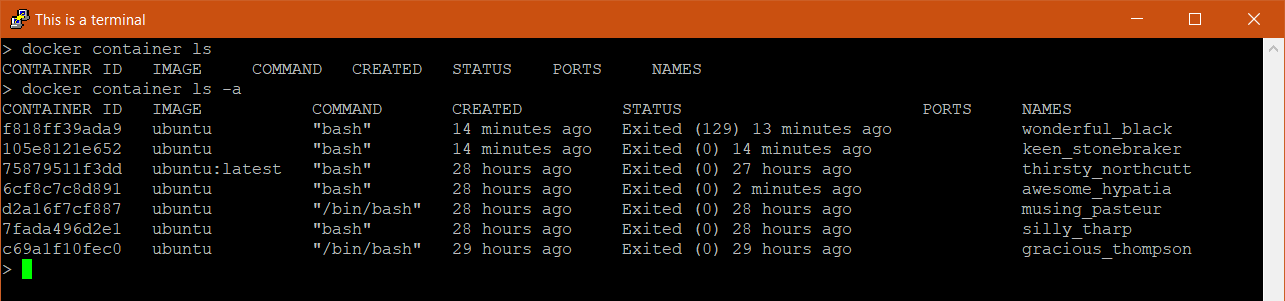 This is a terminal
> docker container ls
CONTAINER ID   IMAGE     COMMAND   CREATED   STATUS    PORTS     NAMES
> docker container ls -a
CONTAINER ID   IMAGE           COMMAND       CREATED          STATUS                        PORTS     NAMES
f818ff39ada9   ubuntu          "bash"        14 minutes ago   Exited (129) 13 minutes ago             wonderful_black
105e8121e652   ubuntu          "bash"        14 minutes ago   Exited (0) 14 minutes ago               keen_stonebraker
75879511f3dd   ubuntu:latest   "bash"        28 hours ago     Exited (0) 27 hours ago                 thirsty_northcutt
6cf8c7c8d891   ubuntu          "bash"        28 hours ago     Exited (0) 2 minutes ago                awesome_hypatia
d2a16f7cf887   ubuntu          "/bin/bash"   28 hours ago     Exited (0) 28 hours ago                 musing_pasteur
7fada496d2e1   ubuntu          "bash"        28 hours ago     Exited (0) 28 hours ago                 silly_tharp
c69a1f10fec0   ubuntu          "/bin/bash"   29 hours ago     Exited (0) 29 hours ago                 gracious_thompson
>